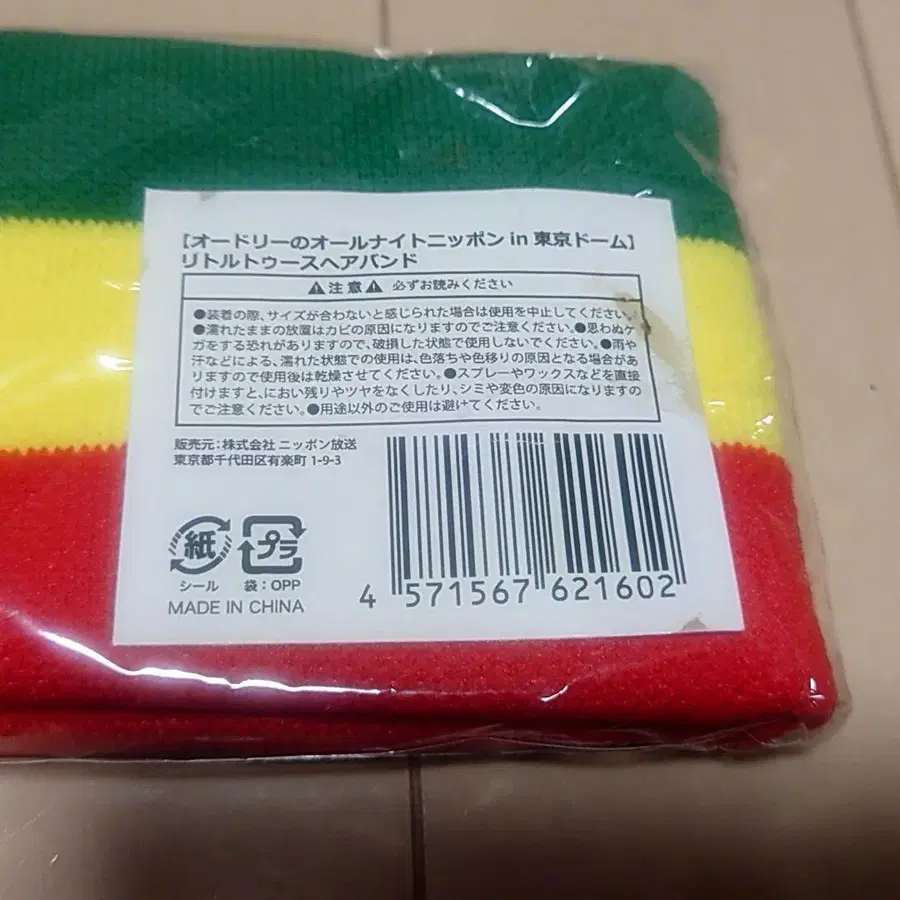 【オードリーのオールナイトニッポン in 東京ドーム】
リトルトゥースヘアバンド
⚠注意⚠ 必ずお読みください
●装着の際、サイズが合わないと感じられた場合は使用を中止してください。
●濡れたままの放置はカビの原因になりますのでご注意ください。●思わぬケ
ガをする恐れがありますので、破損した状態で使用しないでください。●雨や
汗などによる、濡れた状態での使用は、色落ちや色移りの原因となる場合があ
りますので使用後は乾燥させてください。●スプレーやワックスなどを直接
付けますと、におい残りやツヤをなくしたり、シミや変色の原因になりますの
でご注意ください。●用途以外のご使用は避けてください。
販売元：株式会社 ニッポン放送
東京都千代田区有楽町 1-9-3
紙 プラ
シール 袋：OPP
MADE IN CHINA
4 571567 621602